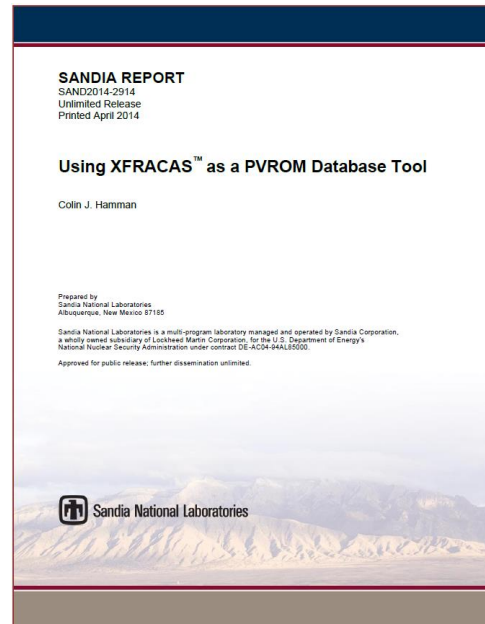 SANDIA REPORT
SAND2014-2914
Unlimited Release
Printed April 2014
Using XFRACAS™ as a PVROM Database Tool
Colin J. Hamman
Prepared by
Sandia National Laboratories
Albuquerque, New Mexico 87185
Sandia National Laboratories is a multi-program laboratory managed and operated by Sandia Corporation,
a wholly owned subsidiary of Lockheed Martin Corporation, for the U.S. Department of Energy's
National Nuclear Security Administration under contract DE-AC04-94AL85000.
Approved for public release; further dissemination unlimited.
Sandia National Laboratories